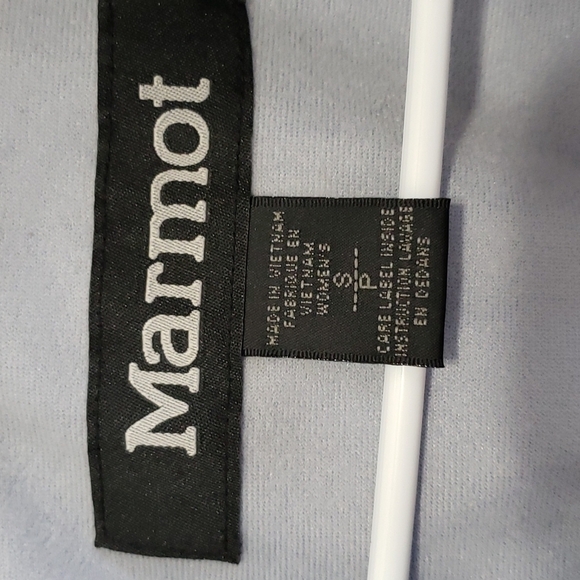 Marmot
MADE IN VIETNAM
FABRIQUE EN
VIETNAM
WOMEN'S
S
P
CARE LABEL INSIDE
INSTRUCTION LAVAGE
EN DEDANS